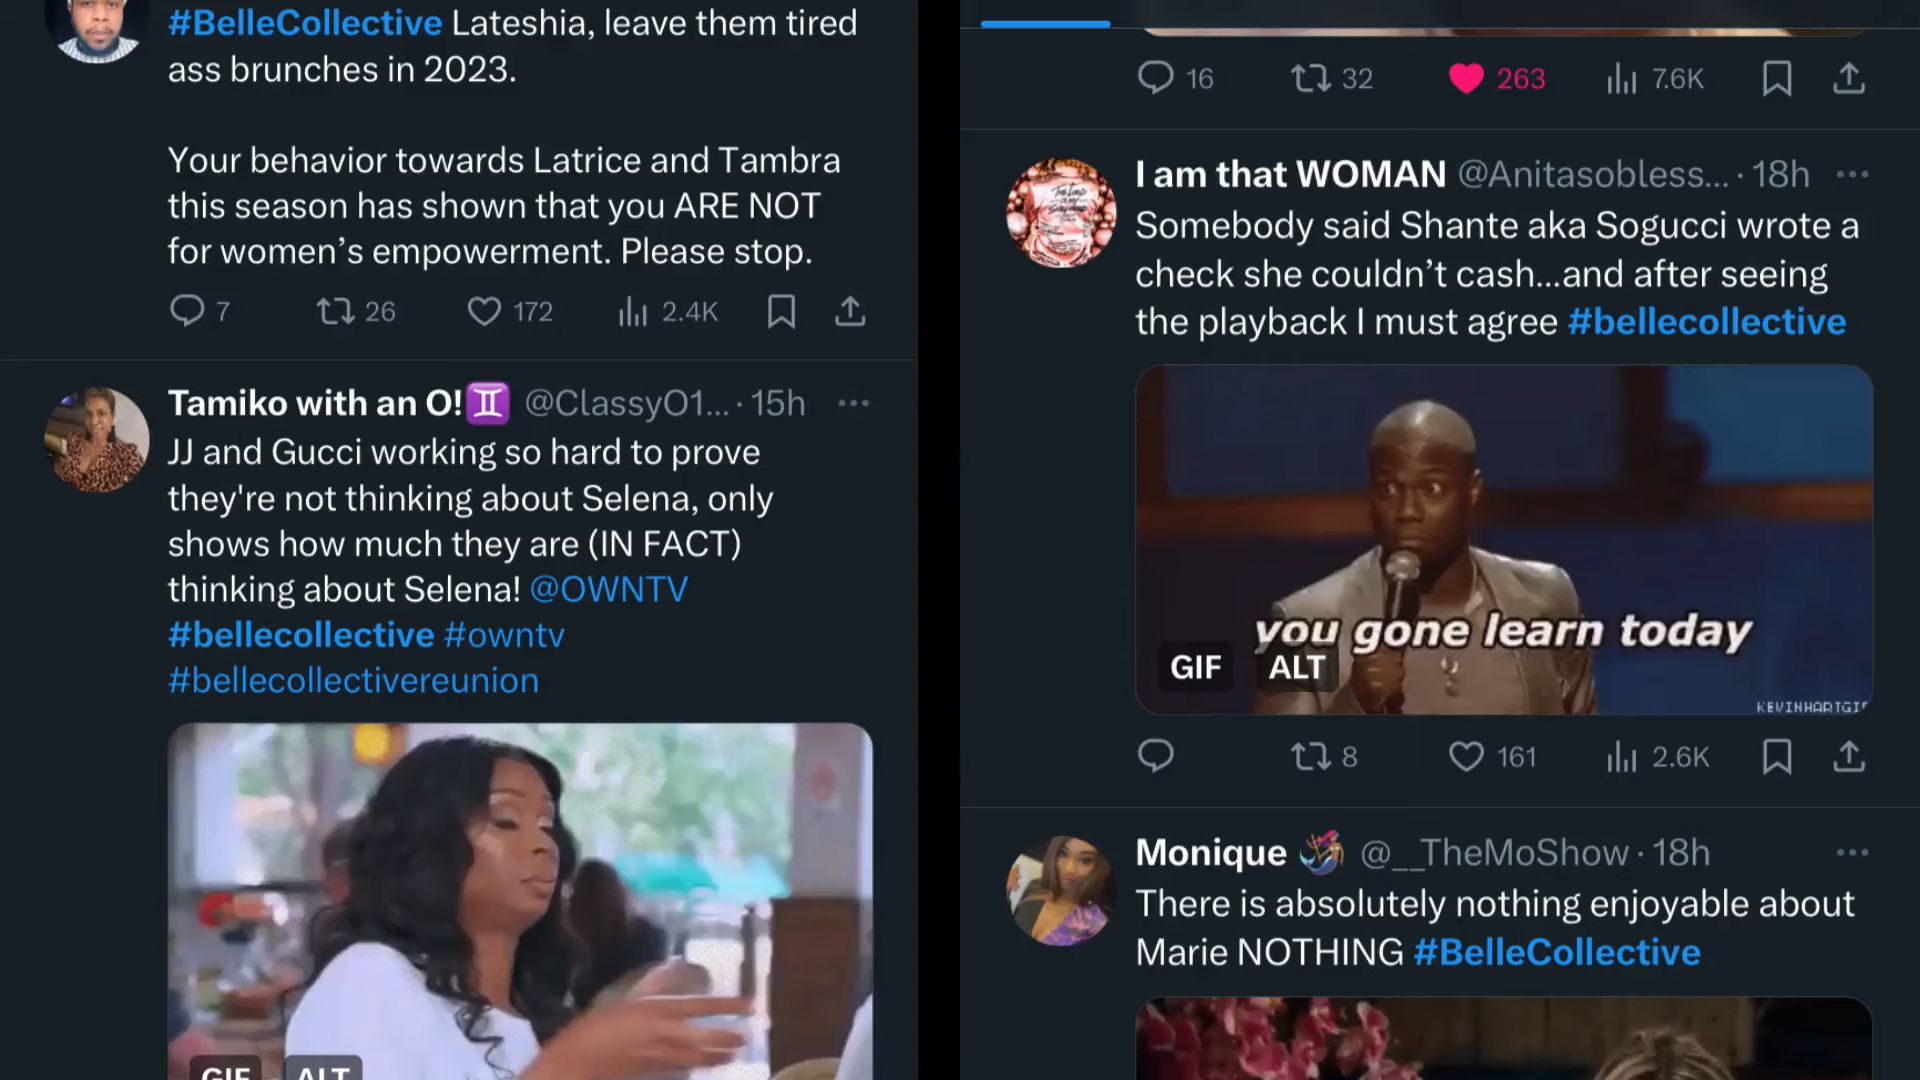 #BelleCollective Lateshia, leave them tired
ass brunches in 2023.
Your behavior towards Latrice and Tambra
this season has shown that you ARE NOT
for women’s empowerment. Please stop.
7 26 172 2.4K
Tamiko with an O!♊ @ClassyO1... · 15h
JJ and Gucci working so hard to prove
they're not thinking about Selena, only
shows how much they are (IN FACT)
thinking about Selena! @OWNTV
#bellecollective #owntv
#bellecollectivereunion
GIF ALT
16 32 263 7.6K
I am that WOMAN @Anitasobless... · 18h
Somebody said Shante aka Sogucci wrote a
check she couldn’t cash...and after seeing
the playback I must agree #bellecollective
you gone learn today
GIF ALT
KEVINHARTGIF
8 161 2.6K
Monique @__TheMoShow · 18h
There is absolutely nothing enjoyable about
Marie NOTHING #BelleCollective